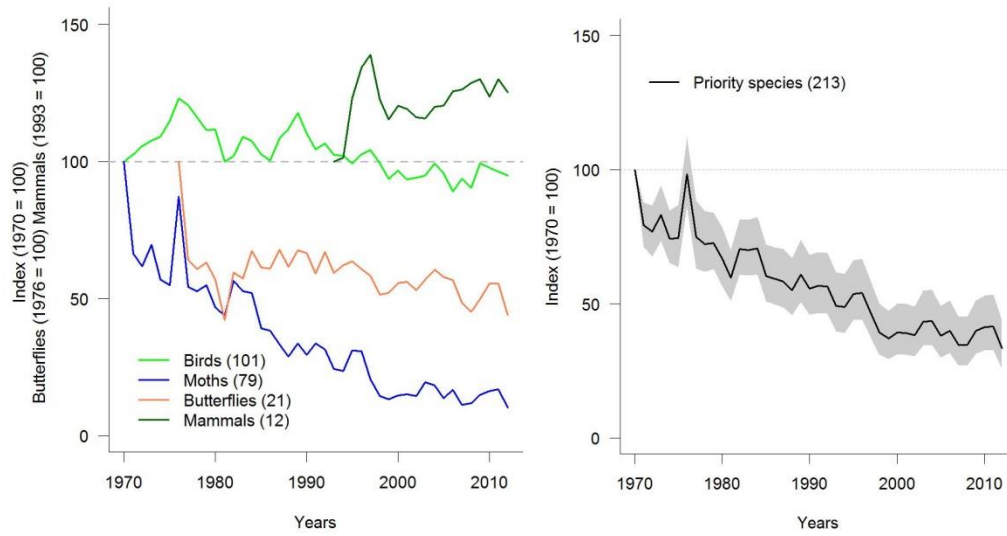 Index (1970 = 100)
Butterflies (1976 = 100) Mammals (1993 = 100)
150
100
50
0
Birds (101)
Moths (79)
Butterflies (21)
Mammals (12)
1970 1980 1990 2000 2010
Years
Index (1970 = 100)
150
100
50
0
Priority species (213)
1970 1980 1990 2000 2010
Years